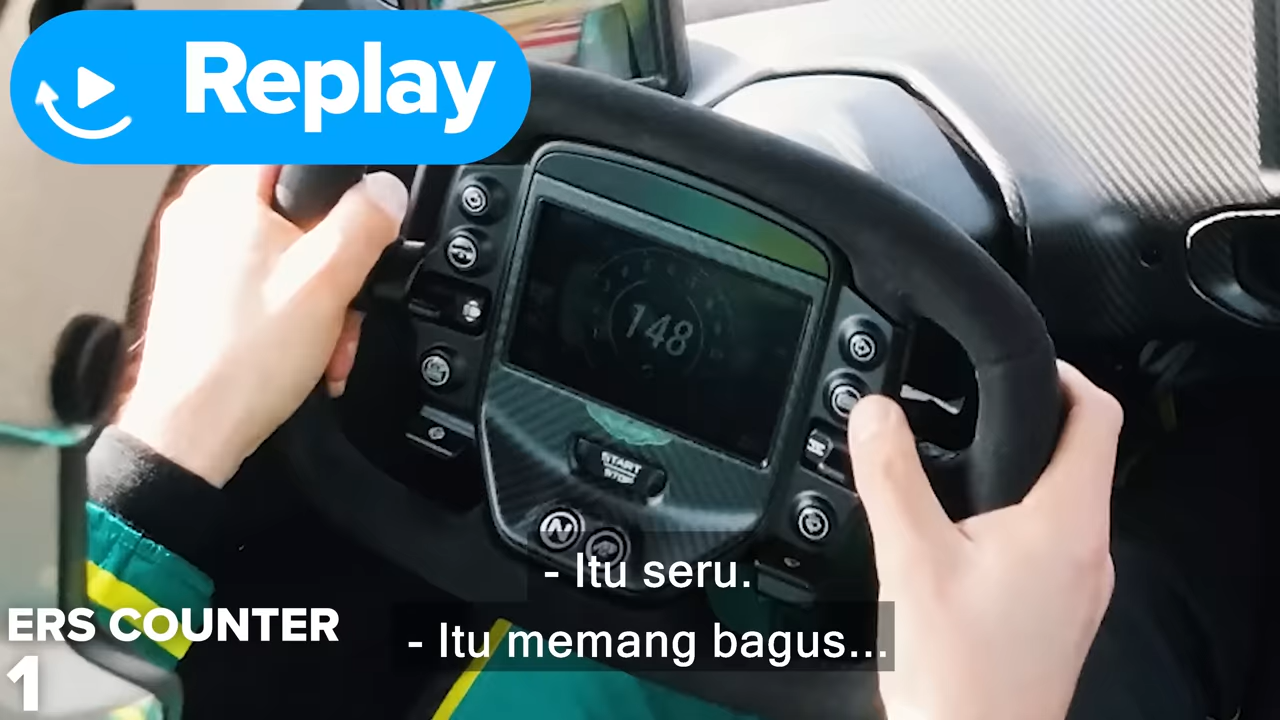 Replay
148
START
STOP
N
- Itu seru.
- Itu memang bagus...
ERS COUNTER
1